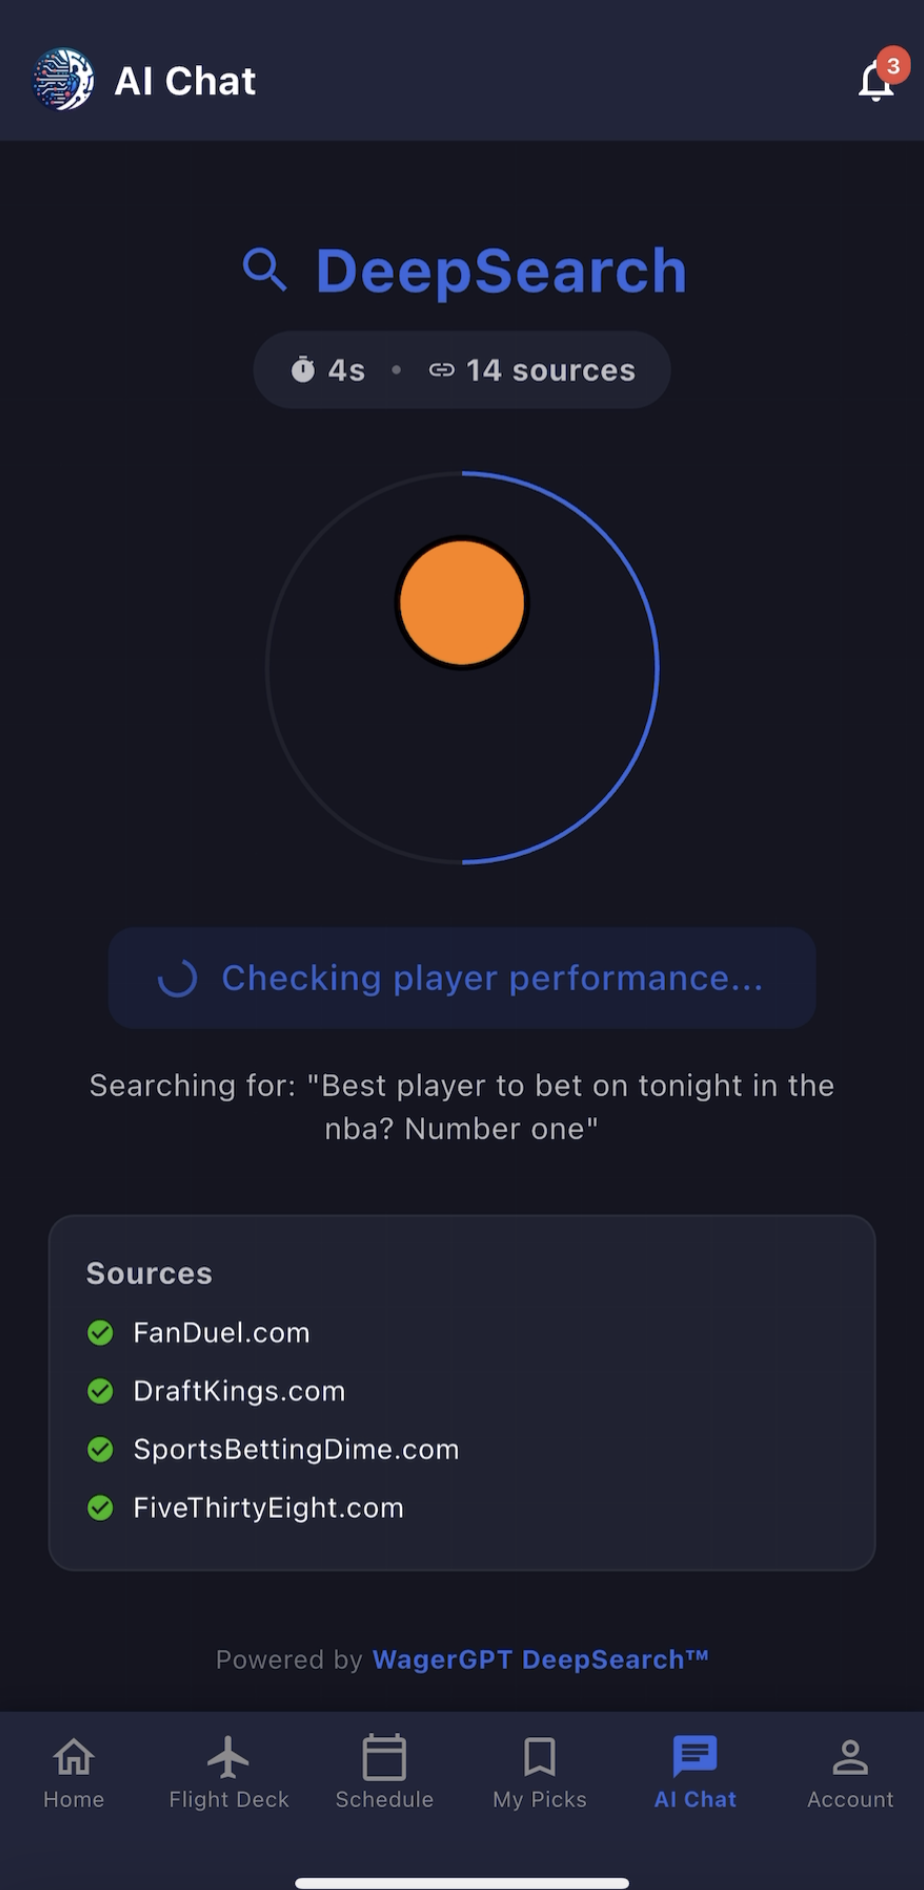 AI Chat
3
DeepSearch
4s • 14 sources
Checking player performance...
Searching for: "Best player to bet on tonight in the
nba? Number one"
Sources
FanDuel.com
DraftKings.com
SportsBettingDime.com
FiveThirtyEight.com
Powered by WagerGPT DeepSearch™
Home
Flight Deck
Schedule
My Picks
AI Chat
Account